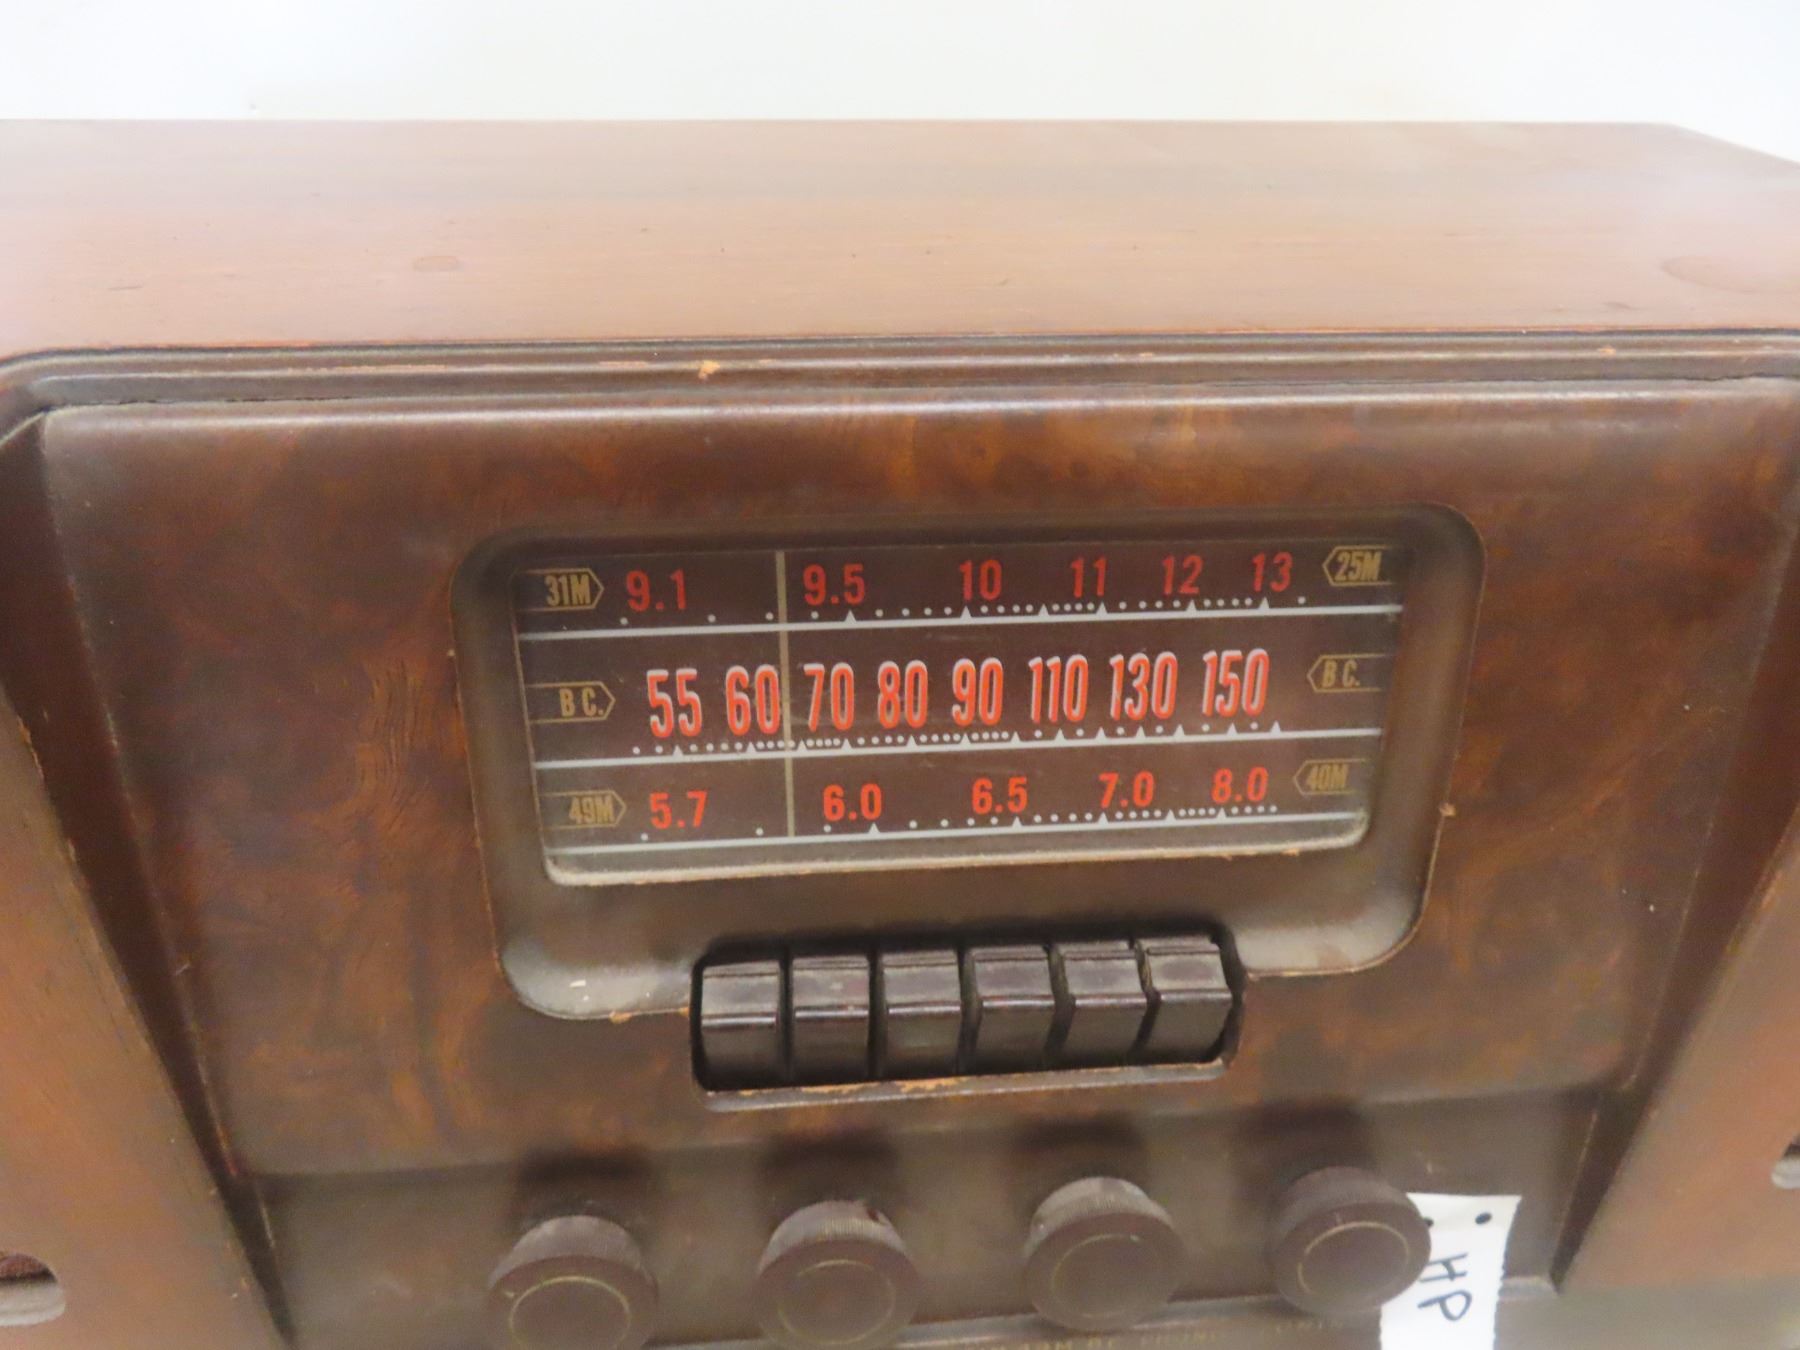 31M 9.1 9.5 10 11 12 13 25M
B C. 55 60 70 80 90 110 130 150 B C.
49M 5.7 6.0 6.5 7.0 8.0 40M
HP